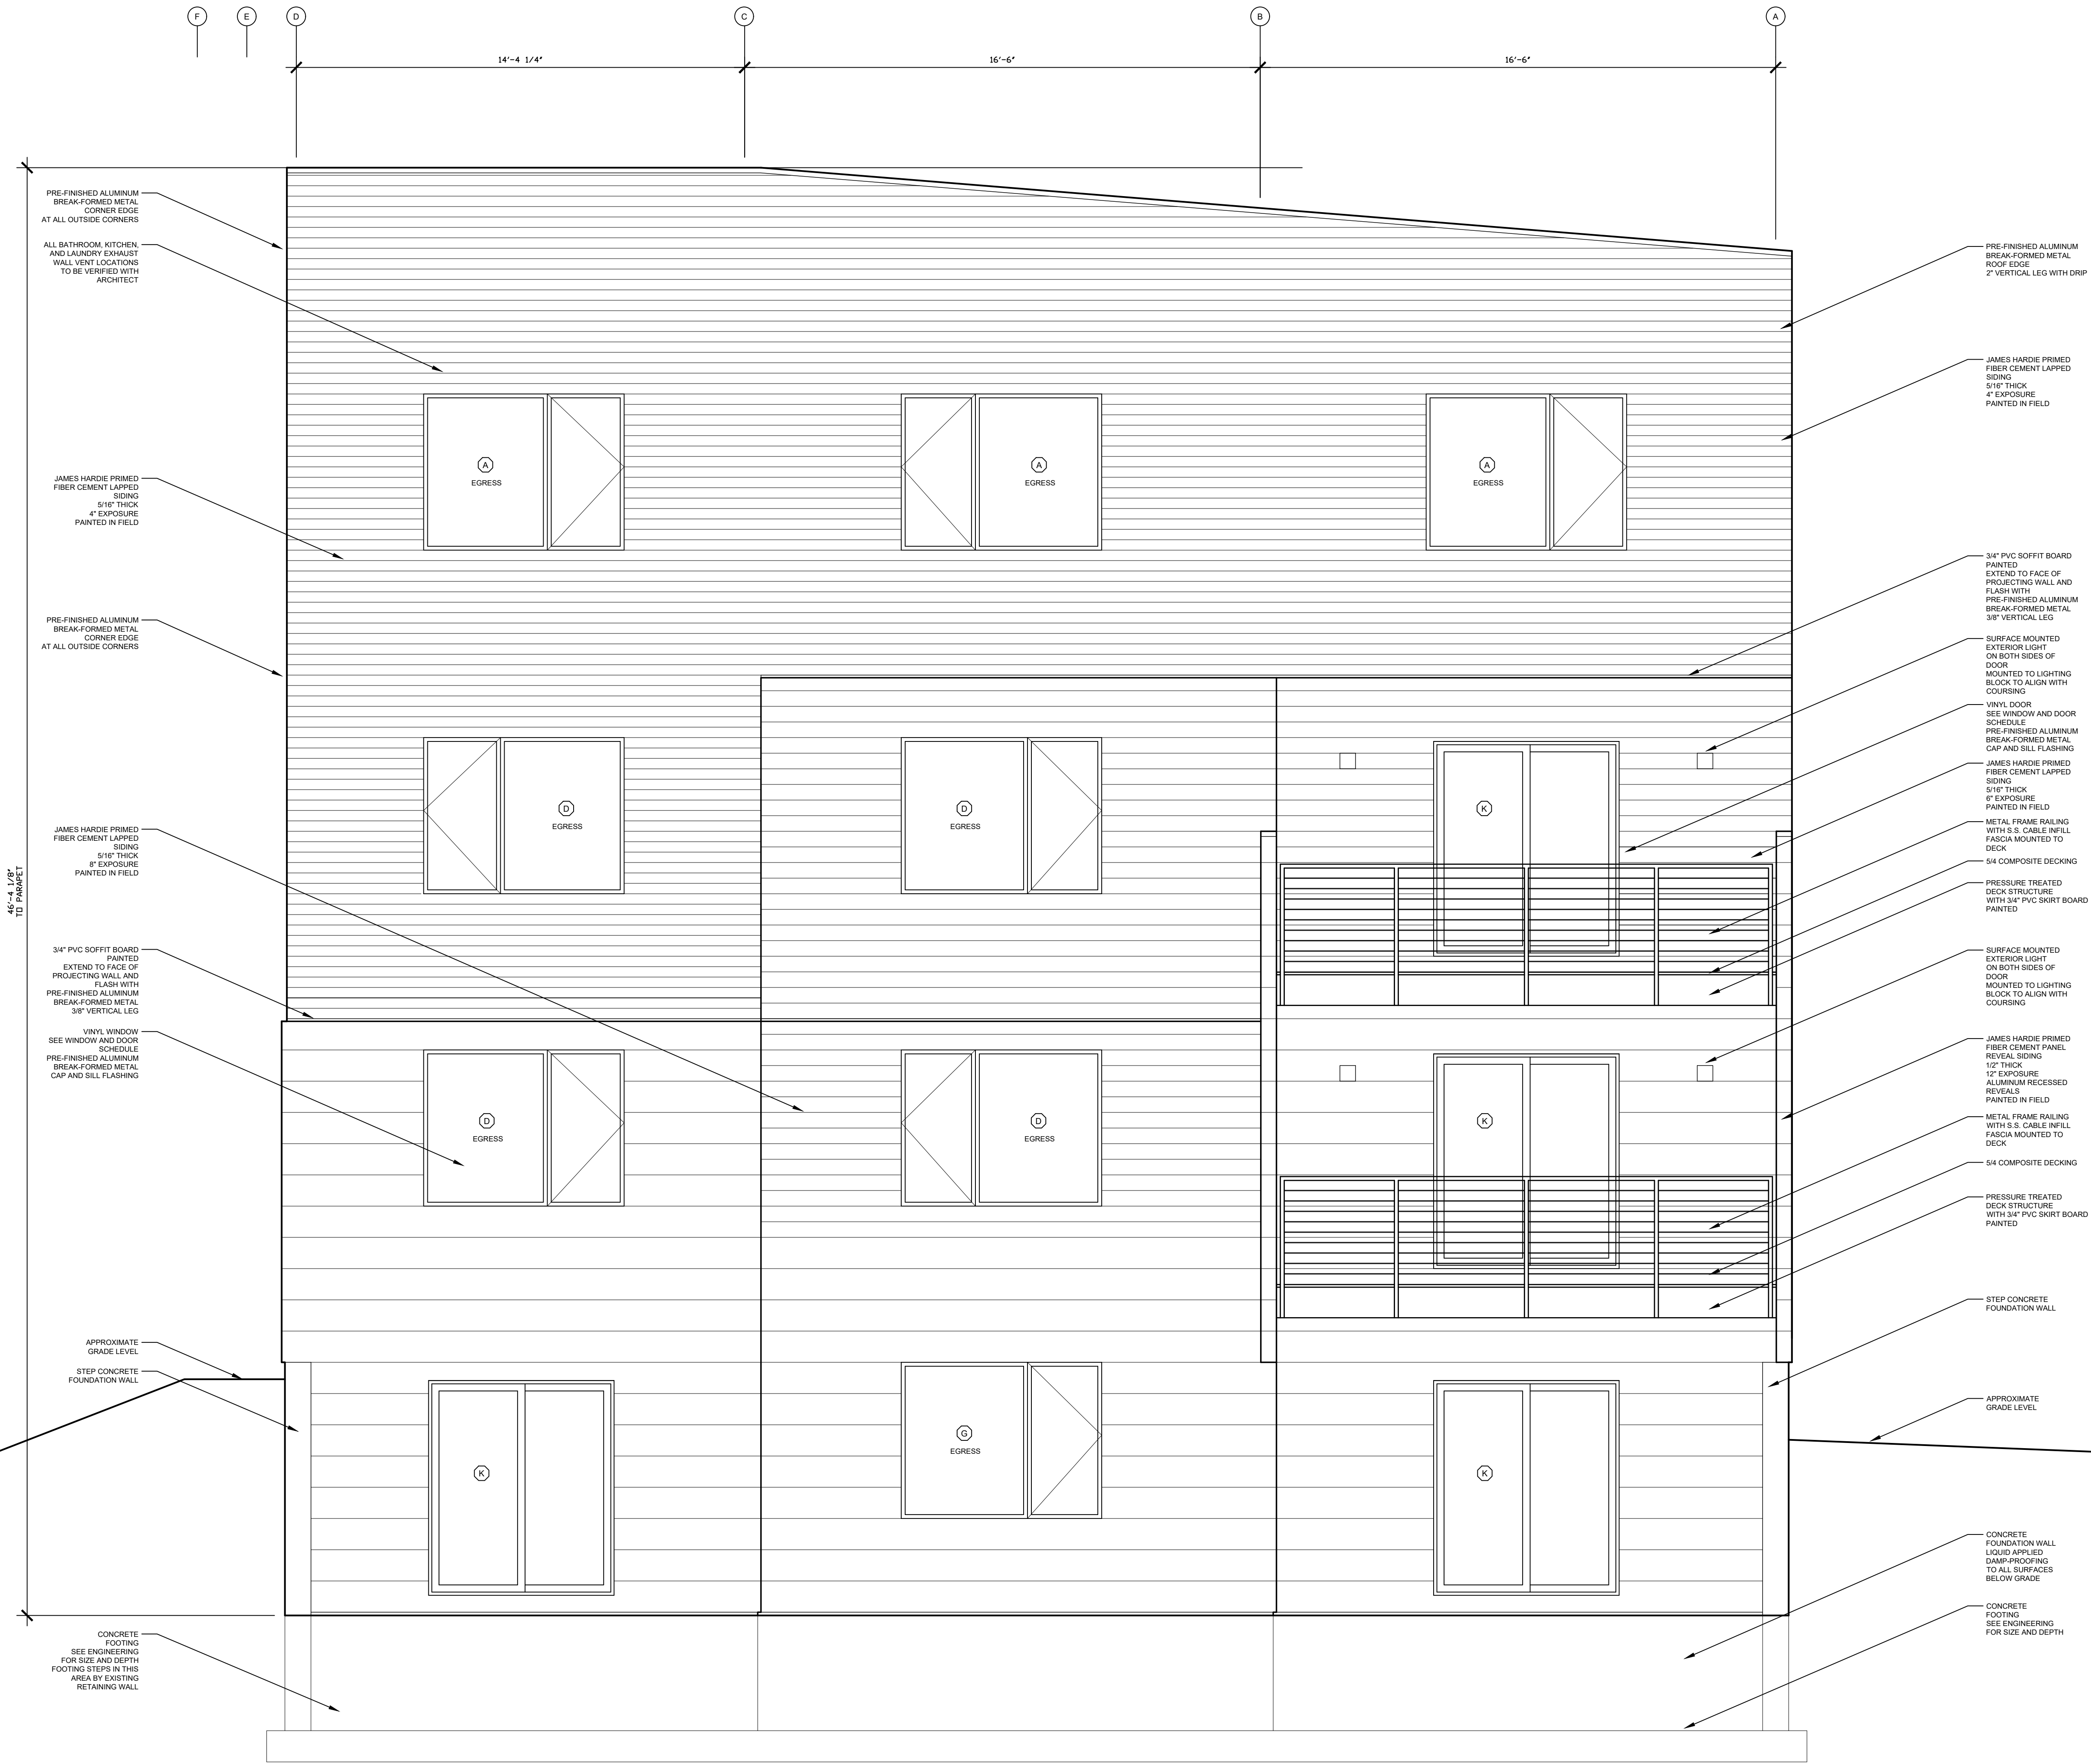 F
E
D
C
B
A
14'-4 1/4"
16'-6"
16'-6"
46'-4 1/8"
TO PARAPET
PRE-FINISHED ALUMINUM
BREAK-FORMED METAL
CORNER EDGE
AT ALL OUTSIDE CORNERS
ALL BATHROOM, KITCHEN,
AND LAUNDRY EXHAUST
WALL VENT LOCATIONS
TO BE VERIFIED WITH
ARCHITECT
JAMES HARDIE PRIMED
FIBER CEMENT LAPPED
SIDING
5/16" THICK
4" EXPOSURE
PAINTED IN FIELD
PRE-FINISHED ALUMINUM
BREAK-FORMED METAL
CORNER EDGE
AT ALL OUTSIDE CORNERS
JAMES HARDIE PRIMED
FIBER CEMENT LAPPED
SIDING
5/16" THICK
8" EXPOSURE
PAINTED IN FIELD
3/4" PVC SOFFIT BOARD
PAINTED
EXTEND TO FACE OF
PROJECTING WALL AND
FLASH WITH
PRE-FINISHED ALUMINUM
BREAK-FORMED METAL
3/8" VERTICAL LEG
VINYL WINDOW
SEE WINDOW AND DOOR
SCHEDULE
PRE-FINISHED ALUMINUM
BREAK-FORMED METAL
CAP AND SILL FLASHING
APPROXIMATE
GRADE LEVEL
STEP CONCRETE
FOUNDATION WALL
CONCRETE
FOOTING
SEE ENGINEERING
FOR SIZE AND DEPTH
FOOTING STEPS IN THIS
AREA BY EXISTING
RETAINING WALL
A
EGRESS
A
EGRESS
A
EGRESS
D
EGRESS
D
EGRESS
K
D
EGRESS
D
EGRESS
K
K
G
EGRESS
K
PRE-FINISHED ALUMINUM
BREAK-FORMED METAL
ROOF EDGE
2" VERTICAL LEG WITH DRIP
JAMES HARDIE PRIMED
FIBER CEMENT LAPPED
SIDING
5/16" THICK
4" EXPOSURE
PAINTED IN FIELD
3/4" PVC SOFFIT BOARD
PAINTED
EXTEND TO FACE OF
PROJECTING WALL AND
FLASH WITH
PRE-FINISHED ALUMINUM
BREAK-FORMED METAL
3/8" VERTICAL LEG
SURFACE MOUNTED
EXTERIOR LIGHT
ON BOTH SIDES OF
DOOR
MOUNTED TO LIGHTING
BLOCK TO ALIGN WITH
COURSING
VINYL DOOR
SEE WINDOW AND DOOR
SCHEDULE
PRE-FINISHED ALUMINUM
BREAK-FORMED METAL
CAP AND SILL FLASHING
JAMES HARDIE PRIMED
FIBER CEMENT LAPPED
SIDING
5/16" THICK
6" EXPOSURE
PAINTED IN FIELD
METAL FRAME RAILING
WITH S.S. CABLE INFILL
FASCIA MOUNTED TO
DECK
5/4 COMPOSITE DECKING
PRESSURE TREATED
DECK STRUCTURE
WITH 3/4" PVC SKIRT BOARD
PAINTED
SURFACE MOUNTED
EXTERIOR LIGHT
ON BOTH SIDES OF
DOOR
MOUNTED TO LIGHTING
BLOCK TO ALIGN WITH
COURSING
JAMES HARDIE PRIMED
FIBER CEMENT PANEL
REVEAL SIDING
1/2" THICK
12" EXPOSURE
ALUMINUM RECESSED
REVEALS
PAINTED IN FIELD
METAL FRAME RAILING
WITH S.S. CABLE INFILL
FASCIA MOUNTED TO
DECK
5/4 COMPOSITE DECKING
PRESSURE TREATED
DECK STRUCTURE
WITH 3/4" PVC SKIRT BOARD
PAINTED
STEP CONCRETE
FOUNDATION WALL
APPROXIMATE
GRADE LEVEL
CONCRETE
FOUNDATION WALL
LIQUID APPLIED
DAMP-PROOFING
TO ALL SURFACES
BELOW GRADE
CONCRETE
FOOTING
SEE ENGINEERING
FOR SIZE AND DEPTH